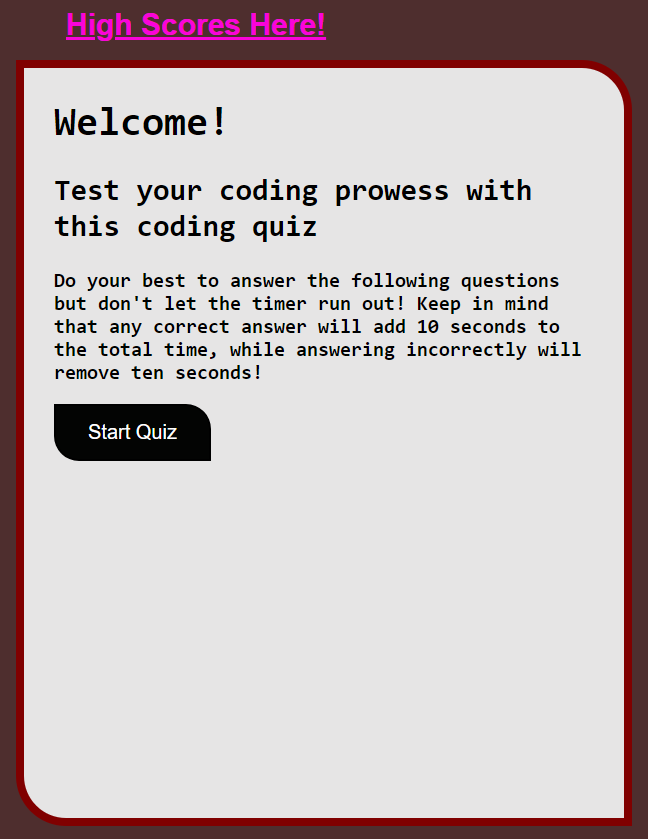 High Scores Here!
Welcome!
Test your coding prowess with
this coding quiz
Do your best to answer the following questions
but don't let the timer run out! Keep in mind
that any correct answer will add 10 seconds to
the total time, while answering incorrectly will
remove ten seconds!
Start Quiz